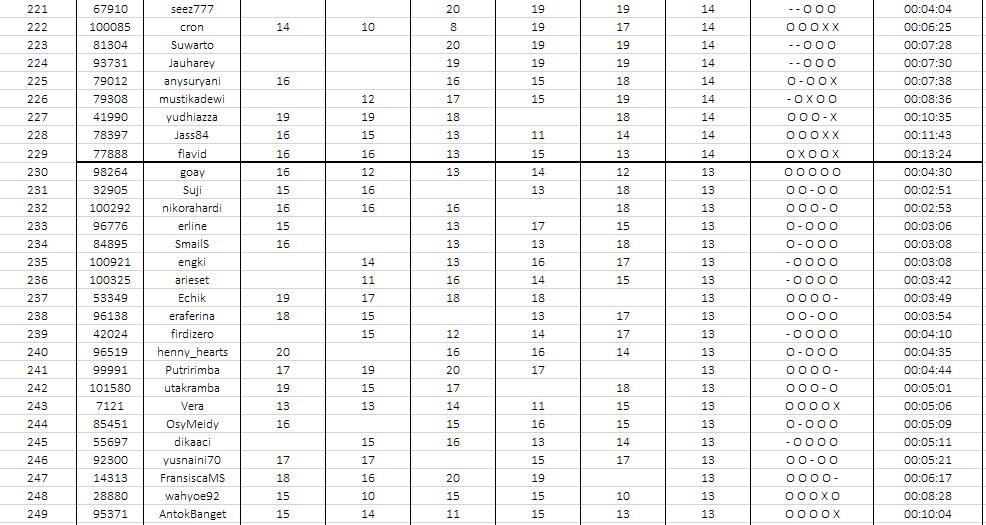 221 67910 seez777 20 19 19 14 - - O O O 00:04:04
222 100085 cron 14 10 8 19 17 14 O O O X X 00:06:25
223 81304 Suwarto 20 19 19 14 - - O O O 00:07:28
224 93731 Jauharey 19 19 19 14 - - O O O 00:07:30
225 79012 anysuryani 16 16 15 18 14 O - O O X 00:07:38
226 79308 mustikadewi 12 17 15 19 14 - O X O O 00:08:36
227 41990 yudhiazza 19 19 18 18 14 O O O - X 00:10:35
228 78397 Jass84 16 15 13 11 14 14 O O O X X 00:11:43
229 77888 flavid 16 16 13 15 13 14 O X O O X 00:13:24
230 98264 goay 16 12 13 14 12 13 O O O O O 00:04:30
231 32905 Suji 15 16 13 18 13 O O - O O 00:02:51
232 100292 nikorahardi 16 16 16 18 13 O O O - O 00:02:53
233 96776 erline 15 13 17 15 13 O - O O O 00:03:06
234 84895 SmailS 16 13 13 18 13 O - O O O 00:03:08
235 100921 engki 14 13 16 17 13 - O O O O 00:03:08
236 100325 arieset 11 16 14 15 13 - O O O O 00:03:42
237 53349 Echik 19 17 18 18 13 O O O O - 00:03:49
238 96138 eraferina 18 15 13 17 13 O O - O O 00:03:54
239 42024 firdizero 15 12 14 17 13 - O O O O 00:04:10
240 96519 henny_hearts 20 16 16 14 13 O - O O O 00:04:35
241 99991 Putririmba 17 19 20 17 13 O O O O - 00:04:44
242 101580 utakramba 19 15 17 18 13 O O O - O 00:05:01
243 7121 Vera 13 13 14 11 15 13 O O O O X 00:05:06
244 85451 OsyMeidy 16 15 16 15 13 O - O O O 00:05:09
245 55697 dikaaci 15 16 13 14 13 - O O O O 00:05:11
246 92300 yusnaini70 17 17 15 17 13 O O - O O 00:05:21
247 14313 FransiscaMS 18 16 20 19 13 O O O O - 00:06:17
248 28880 wahyoe92 15 10 15 15 10 13 O O O X O 00:08:28
249 95371 AntokBanget 15 14 11 15 13 13 O O O O X 00:10:04